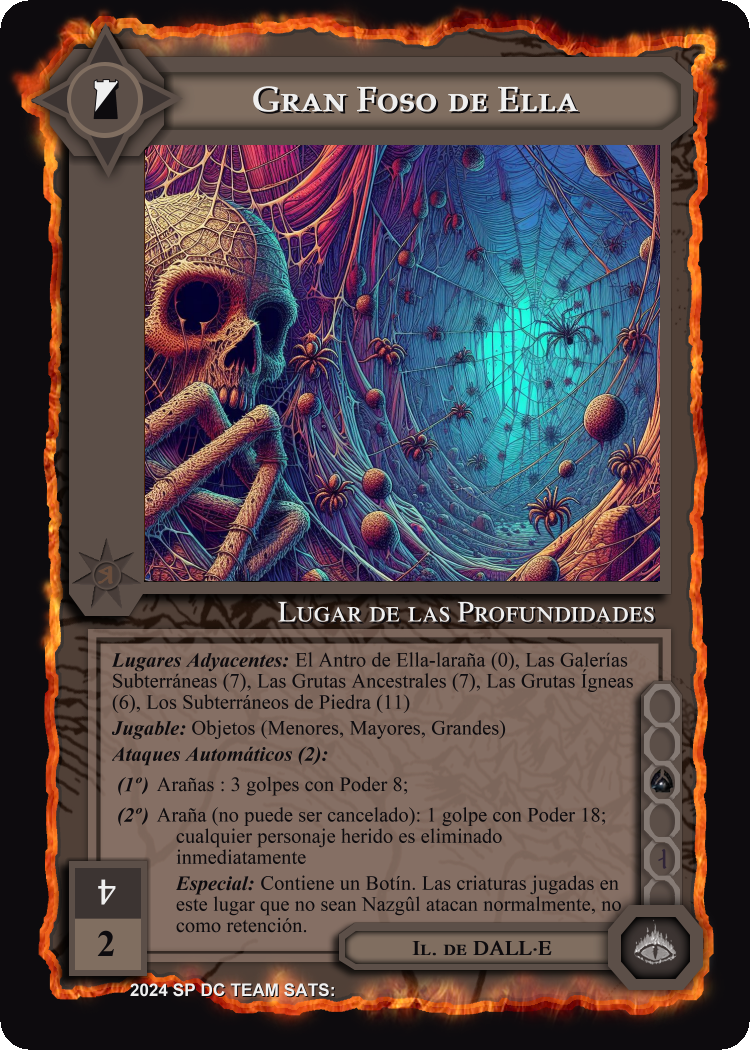 Gran Foso de Ella
Lugar de las Profundidades
Lugares Adyacentes: El Antro de Ella-laraña (0), Las Galerías
Subterráneas (7), Las Grutas Ancestrales (7), Las Grutas Ígneas
(6), Los Subterráneos de Piedra (11)
Jugable: Objetos (Menores, Mayores, Grandes)
Ataques Automáticos (2):
(1º) Arañas : 3 golpes con Poder 8;
(2º) Araña (no puede ser cancelado): 1 golpe con Poder 18;
cualquier personaje herido es eliminado
inmediatamente
Especial: Contiene un Botín. Las criaturas jugadas en
este lugar que no sean Nazgûl atacan normalmente, no
como retención.
4
2
Il. de DALL·E
2024 SP DC TEAM SATS: